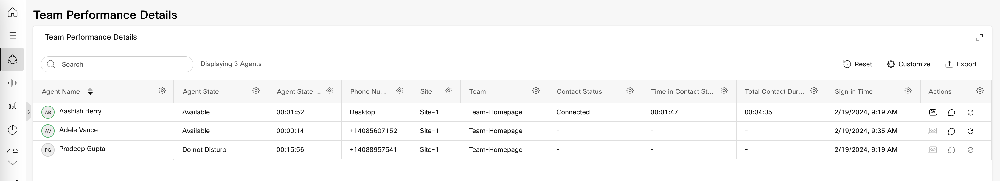 Team Performance Details
Team Performance Details
Search Displaying 3 Agents Reset Customize Export
Agent Name Agent State Agent State ... Phone Nu... Site Team Contact Status Time in Contact St... Total Contact Dur... Sign in Time Actions
AB Aashish Berry Available 00:01:52 Desktop Site-1 Team-Homepage Connected 00:01:47 00:04:05 2/19/2024, 9:19 AM
AV Adele Vance Available 00:00:14 +14085607152 Site-1 Team-Homepage - - - 2/19/2024, 9:35 AM
PG Pradeep Gupta Do not Disturb 00:15:56 +14088957541 Site-1 Team-Homepage - - - 2/19/2024, 9:19 AM